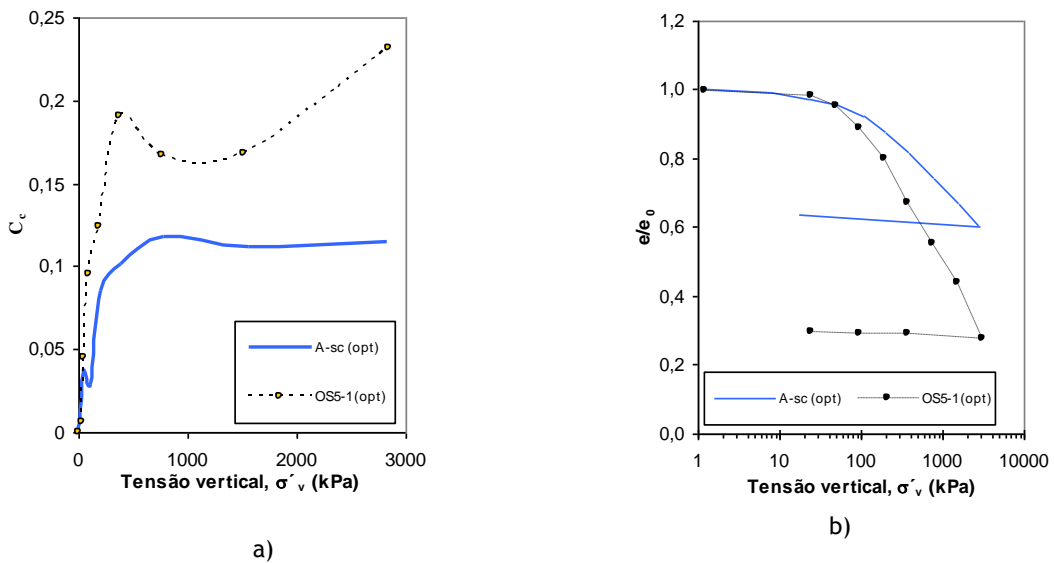 0,25
0,2
0,15
0,1
0,05
0
C c
0 1000 2000 3000
Tensão vertical, σ´ v (kPa)
A-sc (opt)
OS5-1(opt)
a)
1,2
1,0
0,8
0,6
0,4
0,2
0,0
e/e 0
1 10 100 1000 10000
Tensão vertical, σ´ v (kPa)
A-sc (opt) OS5-1(opt)
b)